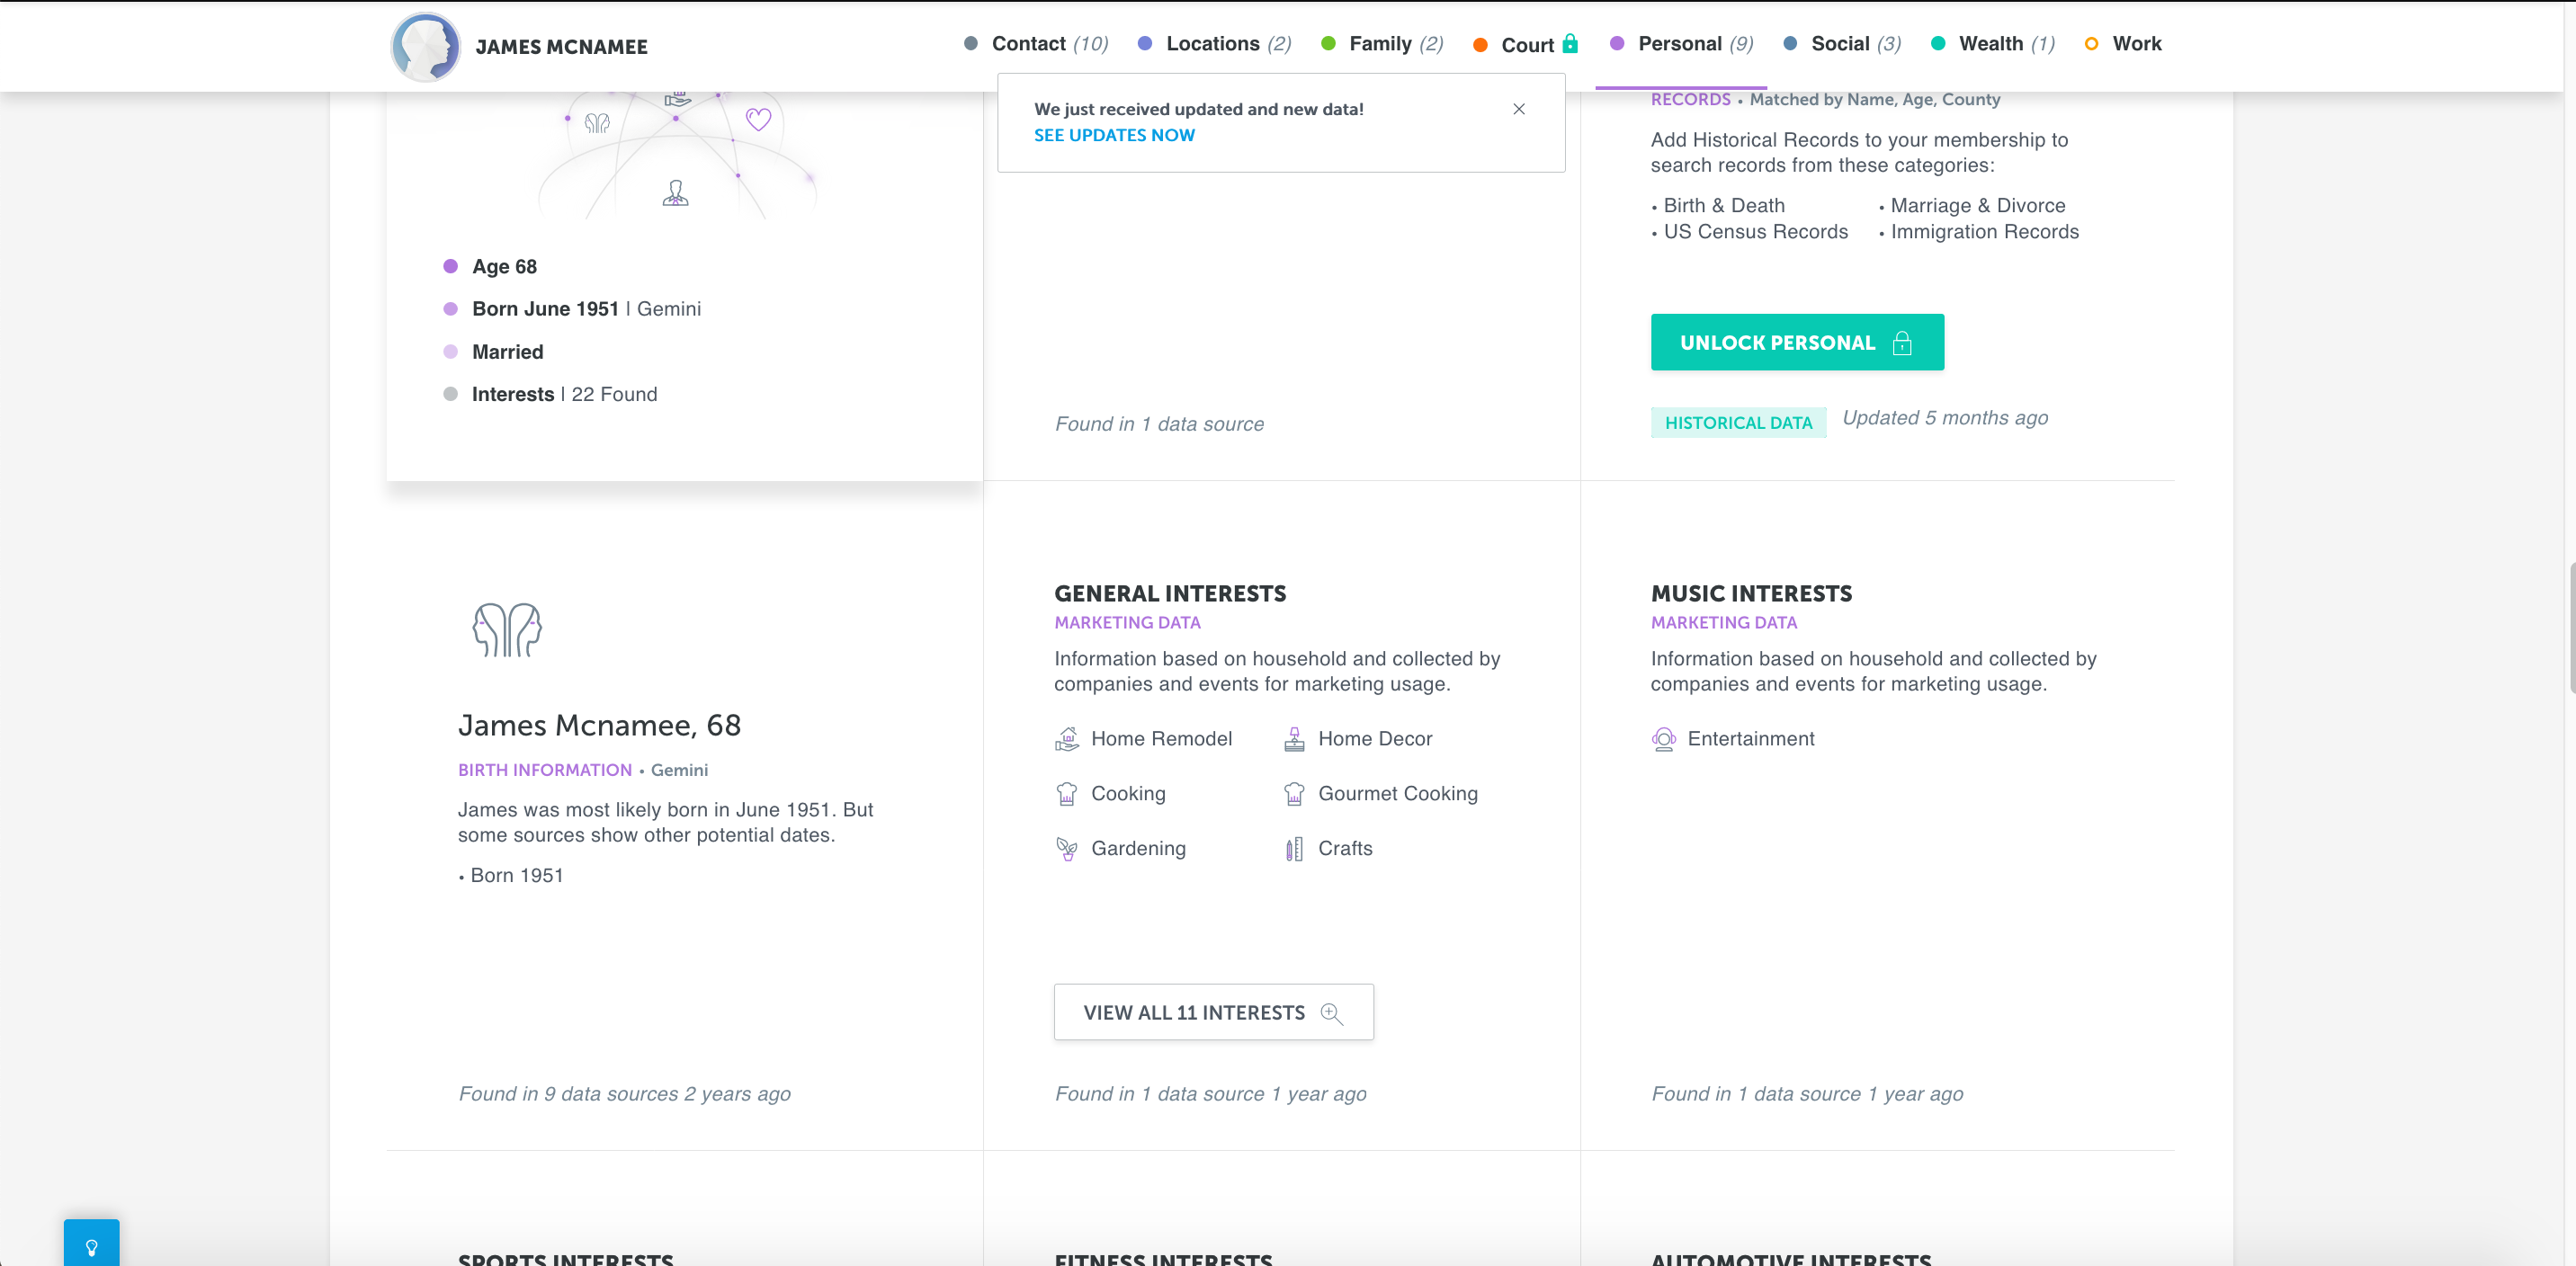 JAMES MCNAMEE
Contact (10)
Locations (2)
Family (2)
Court
Personal (9)
Social (3)
Wealth (1)
Work
We just received updated and new data!
SEE UPDATES NOW
Age 68
Born June 1951 | Gemini
Married
Interests | 22 Found
Found in 1 data source
RECORDS • Matched by Name, Age, County
Add Historical Records to your membership to
search records from these categories:
• Birth & Death
• Marriage & Divorce
• US Census Records
• Immigration Records
UNLOCK PERSONAL
HISTORICAL DATA
Updated 5 months ago
James Mcnamee, 68
BIRTH INFORMATION • Gemini
James was most likely born in June 1951. But
some sources show other potential dates.
• Born 1951
Found in 9 data sources 2 years ago
GENERAL INTERESTS
MARKETING DATA
Information based on household and collected by
companies and events for marketing usage.
Home Remodel
Home Decor
Cooking
Gourmet Cooking
Gardening
Crafts
VIEW ALL 11 INTERESTS
Found in 1 data source 1 year ago
MUSIC INTERESTS
MARKETING DATA
Information based on household and collected by
companies and events for marketing usage.
Entertainment
Found in 1 data source 1 year ago
SPORTS INTERESTS
FITNESS INTERESTS
AUTOMOTIVE INTERESTS